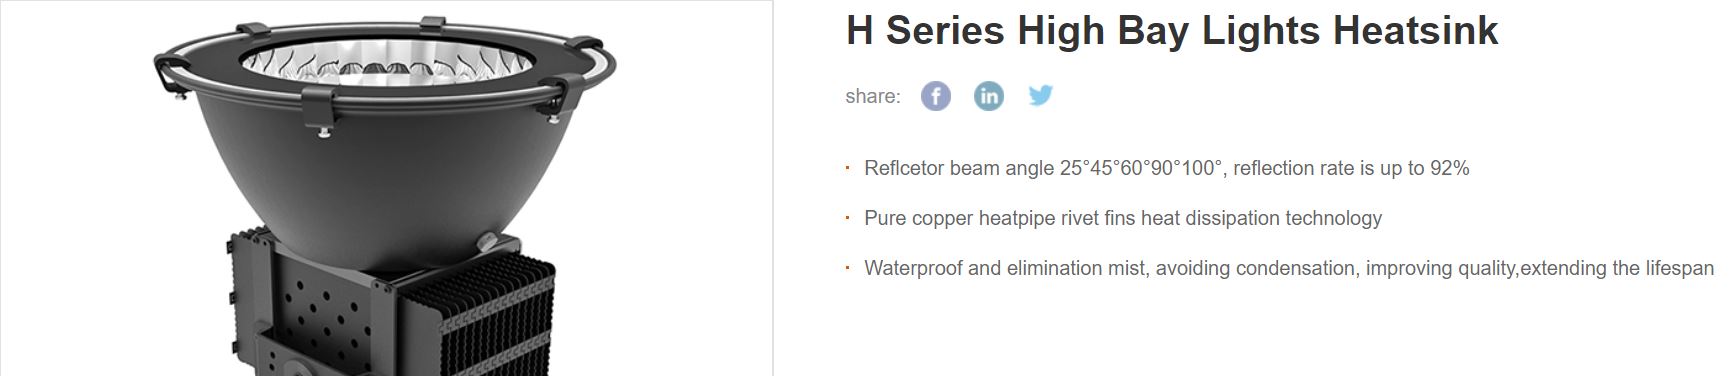 H Series High Bay Lights Heatsink
share:
Reflcetor beam angle 25°45°60°90°100°, reflection rate is up to 92%
Pure copper heatpipe rivet fins heat dissipation technology
Waterproof and elimination mist, avoiding condensation, improving quality,extending the lifespan